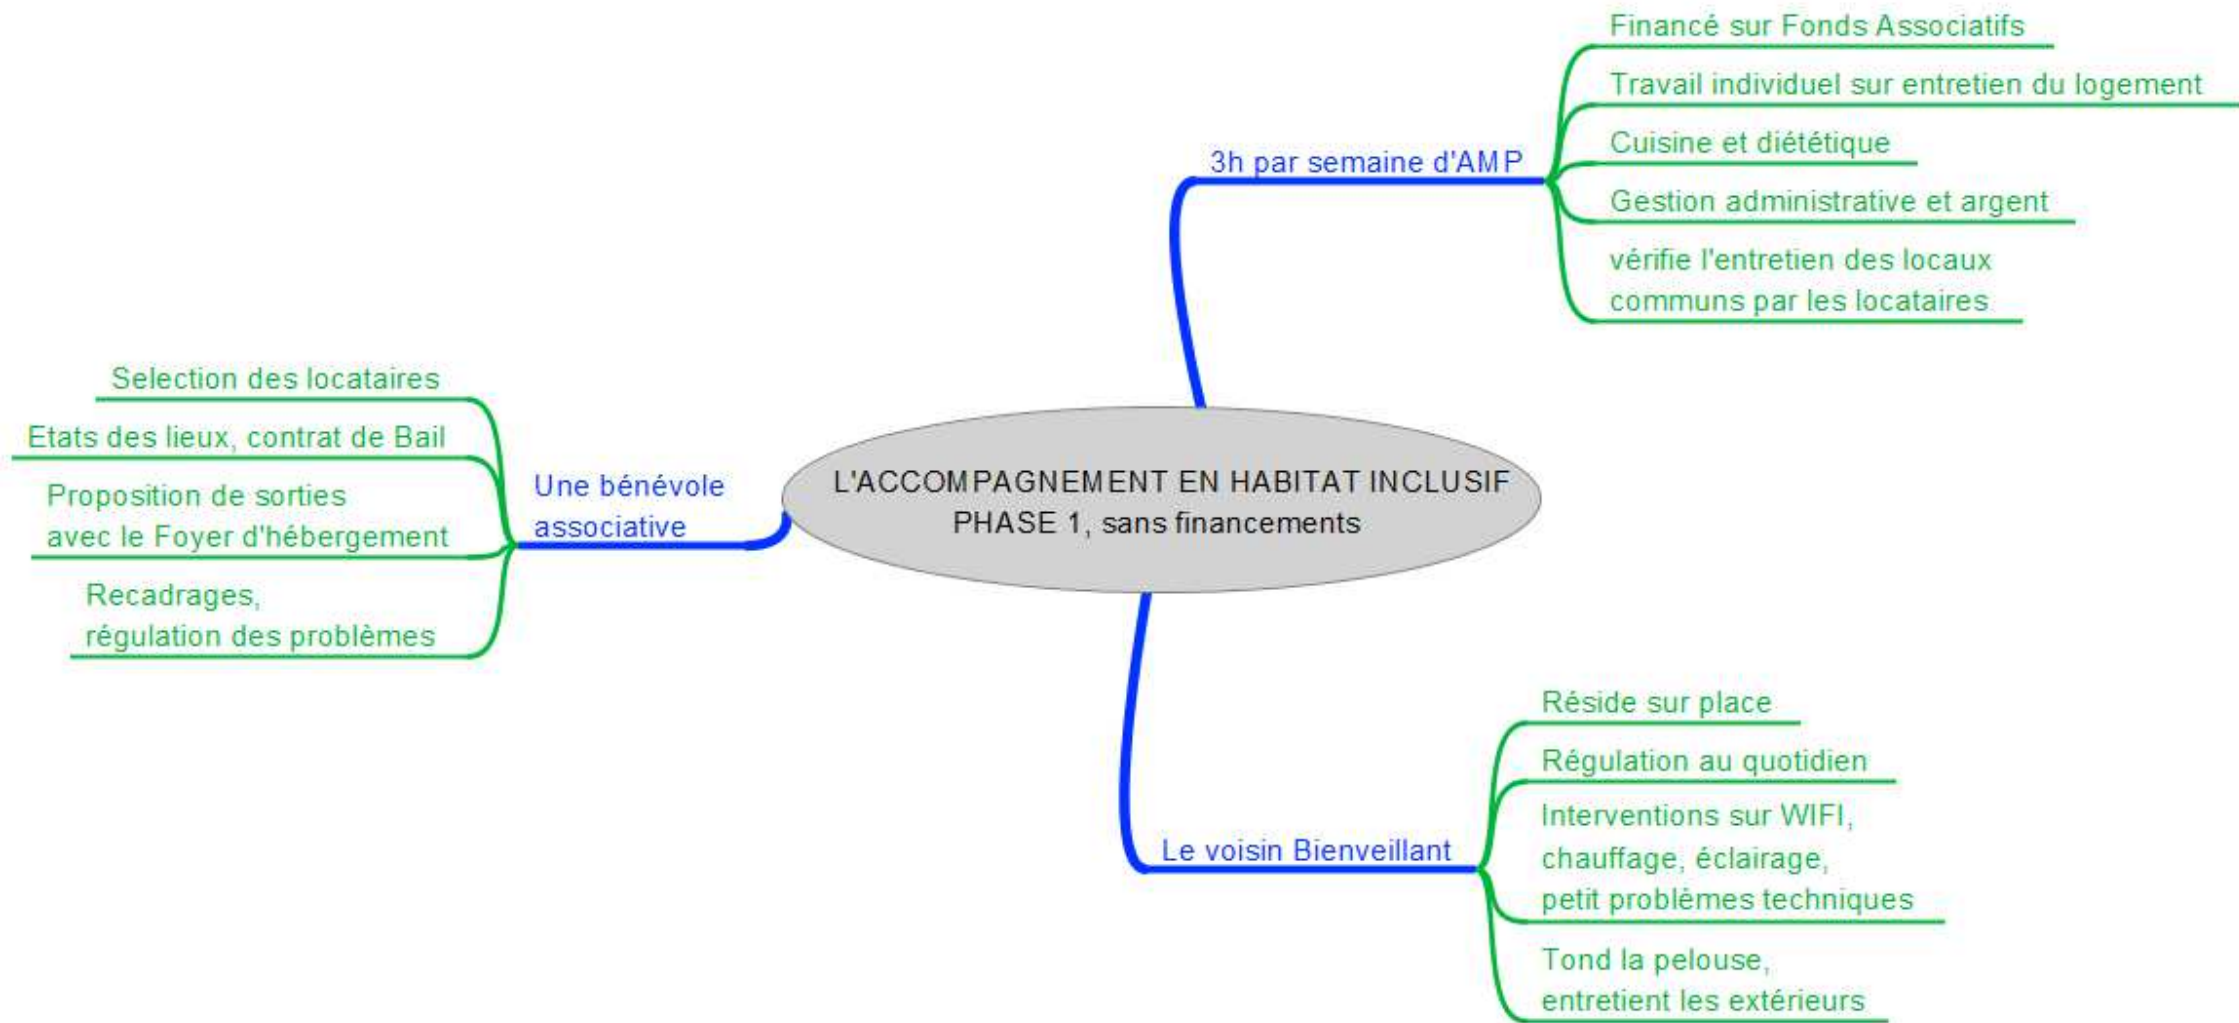 L'ACCOMPAGNEMENT EN HABITAT INCLUSIF
PHASE 1, sans financements
3h par semaine d'AMP
Financé sur Fonds Associatifs
Travail individuel sur entretien du logement
Cuisine et diététique
Gestion administrative et argent
vérifie l'entretien des locaux
communs par les locataires
Le voisin Bienveillant
Réside sur place
Régulation au quotidien
Interventions sur WIFI,
chauffage, éclairage,
petit problèmes techniques
Tond la pelouse,
entretient les extérieurs
Une bénévole
associative
Selection des locataires
Etats des lieux, contrat de Bail
Proposition de sorties
avec le Foyer d'hébergement
Recadrages,
régulation des problèmes